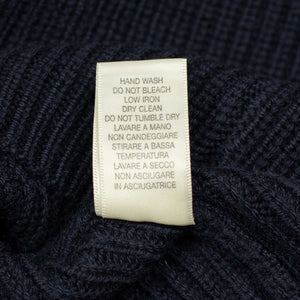 HAND WASH
DO NOT BLEACH
LOW IRON
DRY CLEAN
DO NOT TUMBLE DRY
LAVARE A MANO
NON CANDEGGIARE
STIRARE A BASSA
TEMPERATURA
LAVARE A SECCO
NON ASCIUGARE
IN ASCIUGATRICE